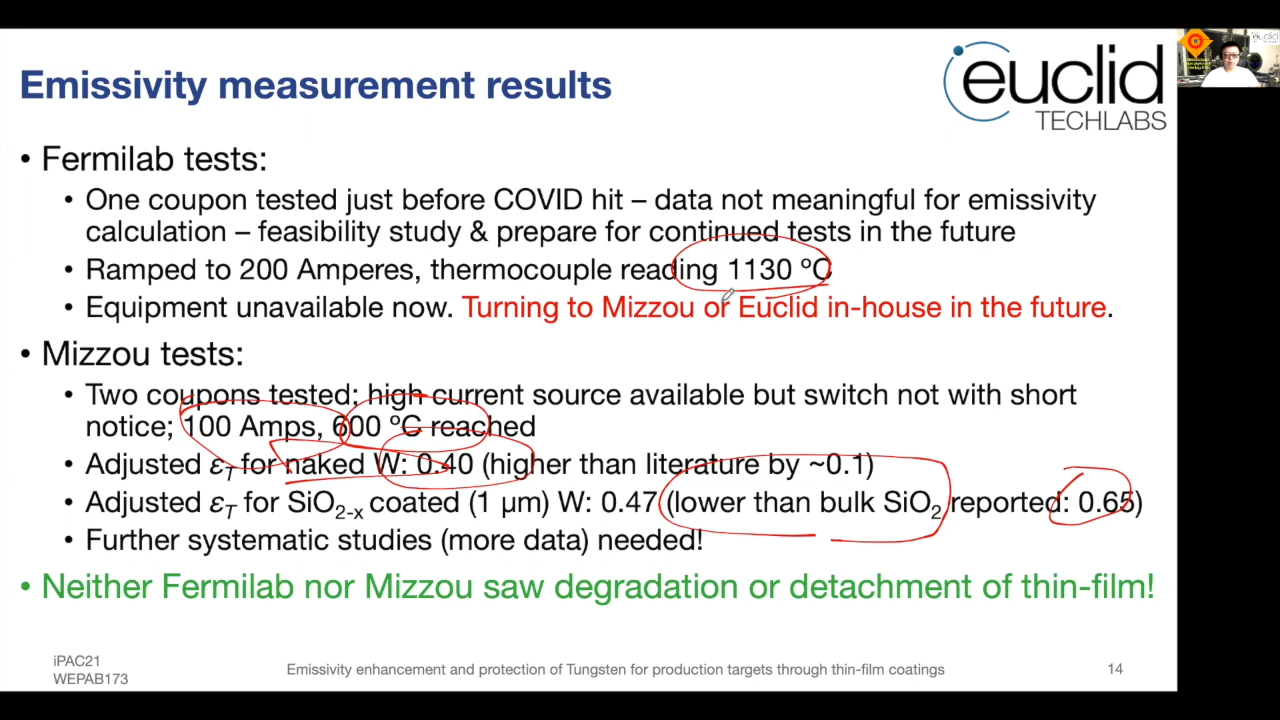 Emissivity measurement results
euclid
TECHLABS
• Fermilab tests:
• One coupon tested just before COVID hit – data not meaningful for emissivity
calculation – feasibility study & prepare for continued tests in the future
• Ramped to 200 Amperes, thermocouple reading 1130 ºC
• Equipment unavailable now. Turning to Mizzou or Euclid in-house in the future.
• Mizzou tests:
• Two coupons tested; high current source available but switch not with short
notice; 100 Amps, 600 ºC reached
• Adjusted εT for naked W: 0.40 (higher than literature by ~0.1)
• Adjusted εT for SiO2-x coated (1 μm) W: 0.47 (lower than bulk SiO2 reported: 0.65)
• Further systematic studies (more data) needed!
• Neither Fermilab nor Mizzou saw degradation or detachment of thin-film!
iPAC21
WEPAB173
Emissivity enhancement and protection of Tungsten for production targets through thin-film coatings
14